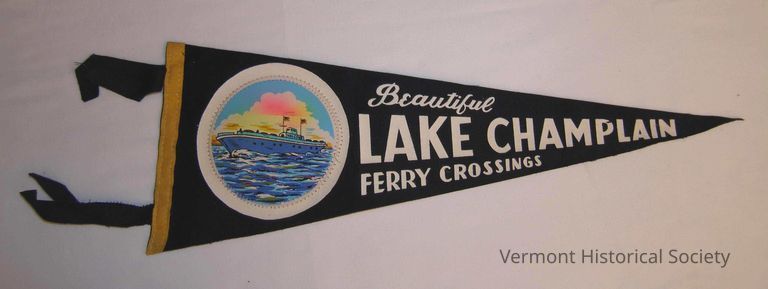 Beautiful
LAKE CHAMPLAIN
FERRY CROSSINGS
Vermont Historical Society